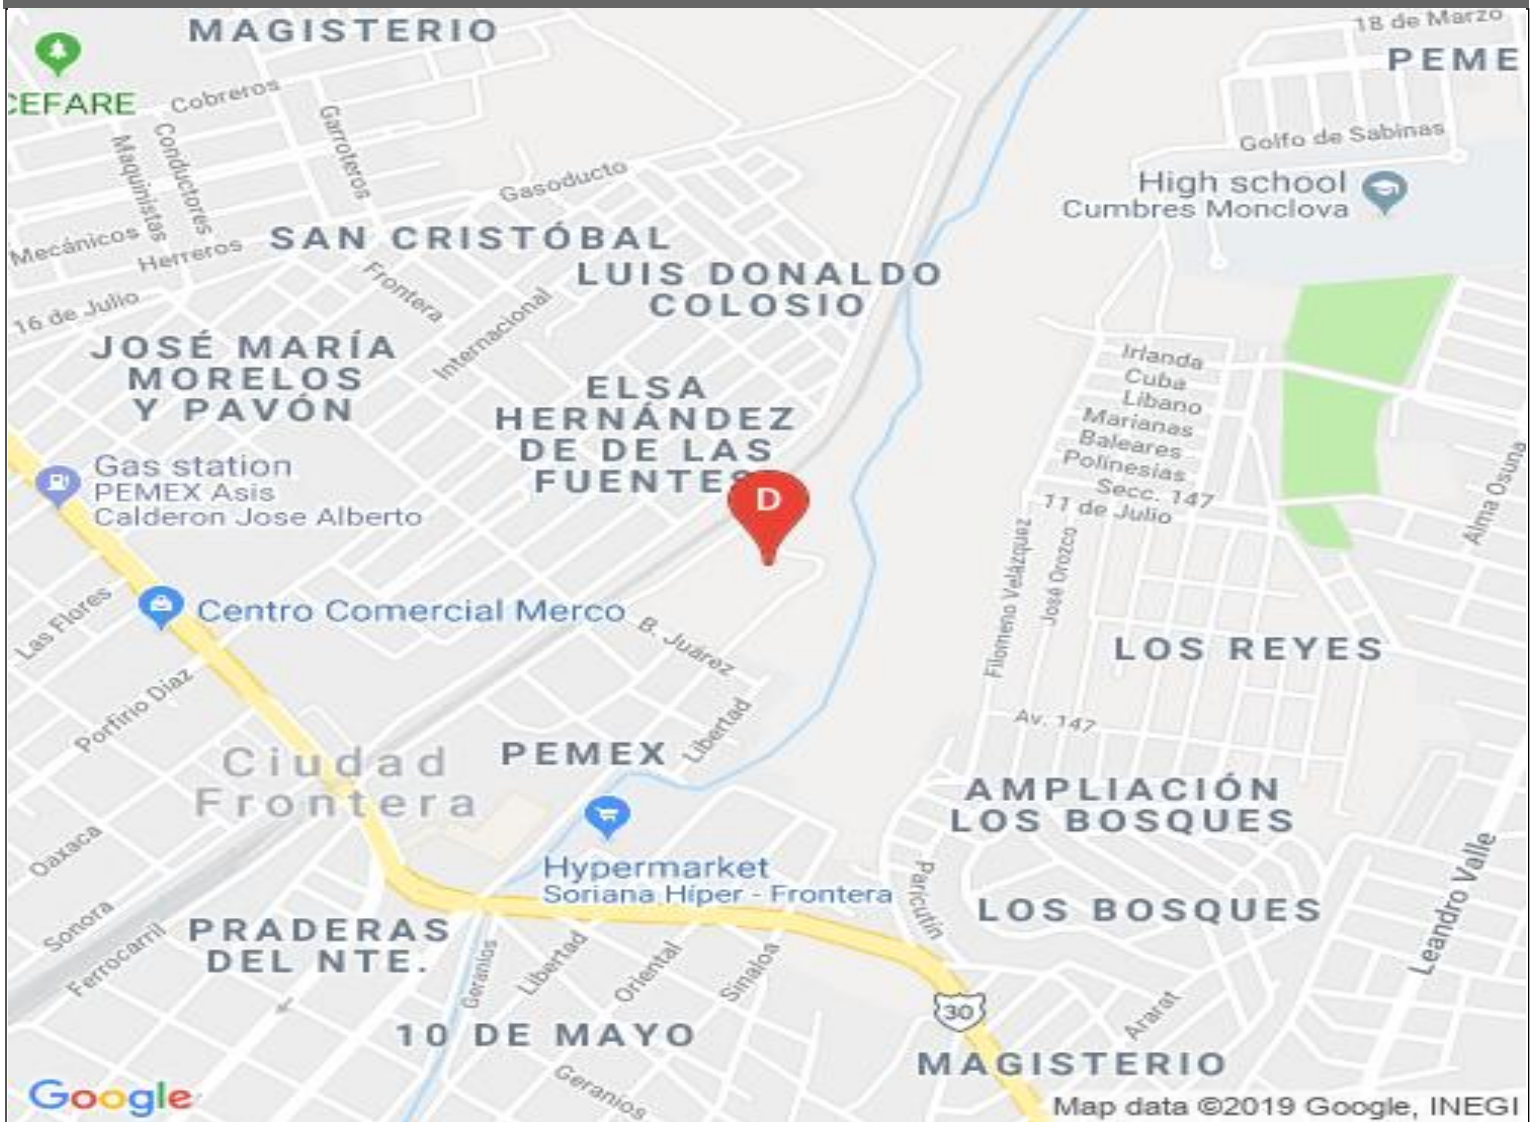 MAGISTERIO
18 de Marzo
PEME
CEFARE
Cobreros
Garroteros
Conductores
Maquinistas
Golfo de Sabinas
Gasoducto
High school
Cumbres Monclova
Mecánicos
Herreros
SAN CRISTÓBAL
Frontera
LUIS DONALDO
COLOSIO
16 de Julio
Internacional
JOSÉ MARÍA
MORELOS
Y PAVÓN
Irlanda
Cuba
Líbano
Marianas
Baleares
Polinesias
Secc. 147
11 de Julio
ELSA
HERNÁNDEZ
DE DE LAS
FUENTES
D
Gas station
PEMEX Asis
Calderon Jose Alberto
Alma Osuna
Filomeno Velázquez
José Orozco
Las Flores
Centro Comercial Merco
B. Juárez
LOS REYES
Porfirio Diaz
Libertad
Av. 147
Ciudad
Frontera
PEMEX
AMPLIACIÓN
LOS BOSQUES
Oaxaca
Hypermarket
Soriana Híper - Frontera
Paricutín
Leandro Valle
LOS BOSQUES
Sonora
Ferrocarril
PRADERAS
DEL NTE.
Geranios
Libertad
Oriental
Sinaloa
30
Ararat
10 DE MAYO
MAGISTERIO
Geranios
Google
Map data ©2019 Google, INEGI